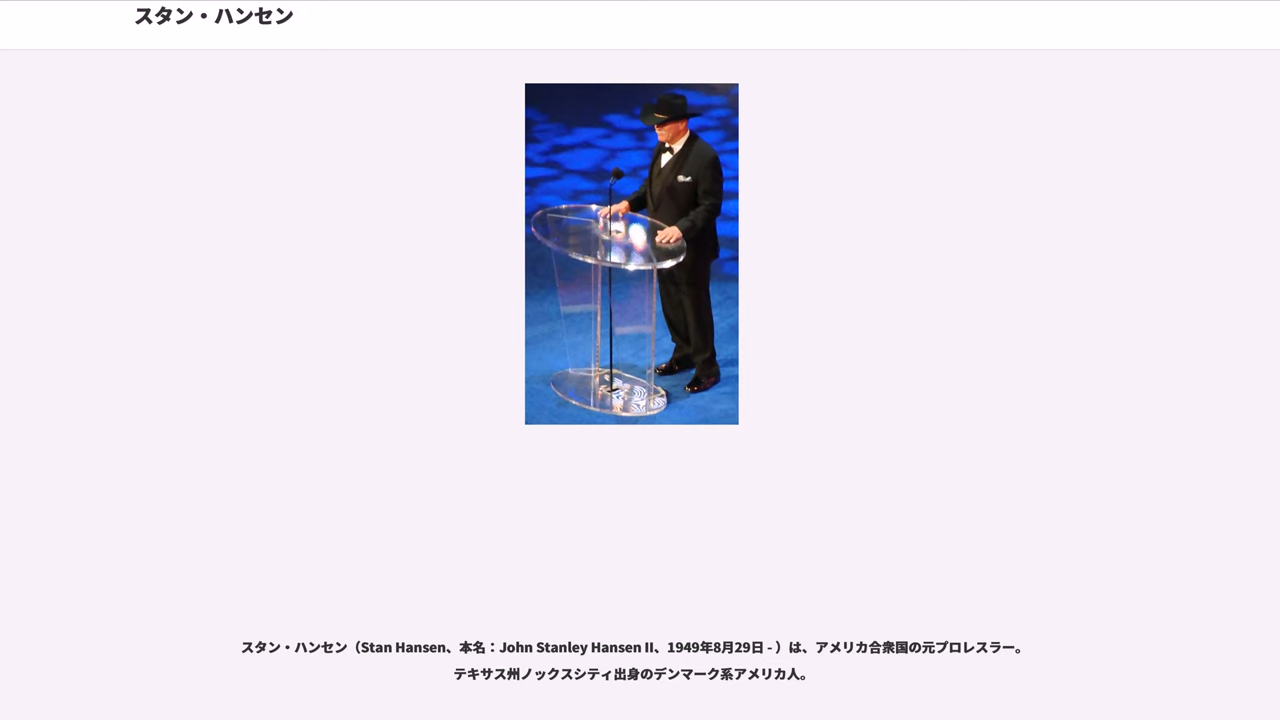 スタン・ハンセン
スタン・ハンセン（Stan Hansen、本名：John Stanley Hansen II、1949年8月29日 - ）は、アメリカ合衆国の元プロレスラー。
テキサス州ノックスシティ出身のデンマーク系アメリカ人。